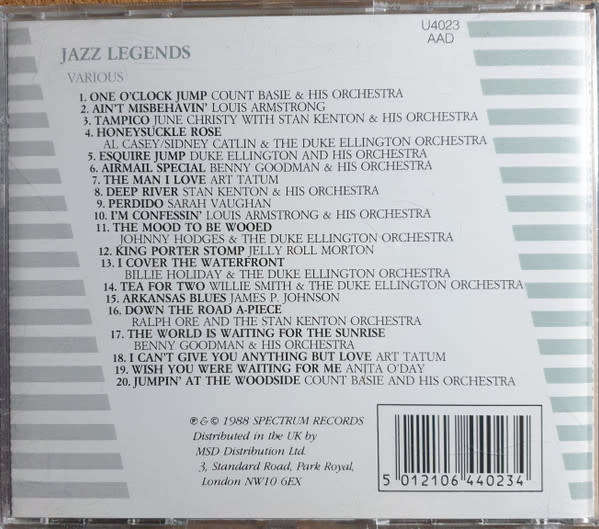 U4023
AAD
JAZZ LEGENDS
VARIOUS
1. ONE O'CLOCK JUMP COUNT BASIE & HIS ORCHESTRA
2. AIN'T MISBEHAVIN' LOUIS ARMSTRONG
3. TAMPICO JUNE CHRISTY WITH STAN KENTON & HIS ORCHESTRA
4. HONEYSUCKLE ROSE
AL CASEY/SIDNEY CATLIN & THE DUKE ELLINGTON ORCHESTRA
5. ESQUIRE JUMP DUKE ELLINGTON AND HIS ORCHESTRA
6. AIRMAIL SPECIAL BENNY GOODMAN & HIS ORCHESTRA
7. THE MAN I LOVE ART TATUM
8. DEEP RIVER STAN KENTON & HIS ORCHESTRA
9. PERDIDO SARAH VAUGHAN
10. I'M CONFESSIN' LOUIS ARMSTRONG & HIS ORCHESTRA
11. THE MOOD TO BE WOOED
JOHNNY HODGES & THE DUKE ELLINGTON ORCHESTRA
12. KING PORTER STOMP JELLY ROLL MORTON
13. I COVER THE WATERFRONT
BILLIE HOLIDAY & THE DUKE ELLINGTON ORCHESTRA
14. TEA FOR TWO WILLIE SMITH & THE DUKE ELLINGTON ORCHESTRA
15. ARKANSAS BLUES JAMES P. JOHNSON
16. DOWN THE ROAD A-PIECE
RALPH ORE AND THE STAN KENTON ORCHESTRA
17. THE WORLD IS WAITING FOR THE SUNRISE
BENNY GOODMAN & HIS ORCHESTRA
18. I CAN'T GIVE YOU ANYTHING BUT LOVE ART TATUM
19. WISH YOU WERE WAITING FOR ME ANITA O'DAY
20. JUMPIN' AT THE WOODSIDE COUNT BASIE AND HIS ORCHESTRA
℗ & © 1988 SPECTRUM RECORDS
Distributed in the UK by
MSD Distribution Ltd.
3, Standard Road, Park Royal,
London NW10 6EX
5 012106 440234